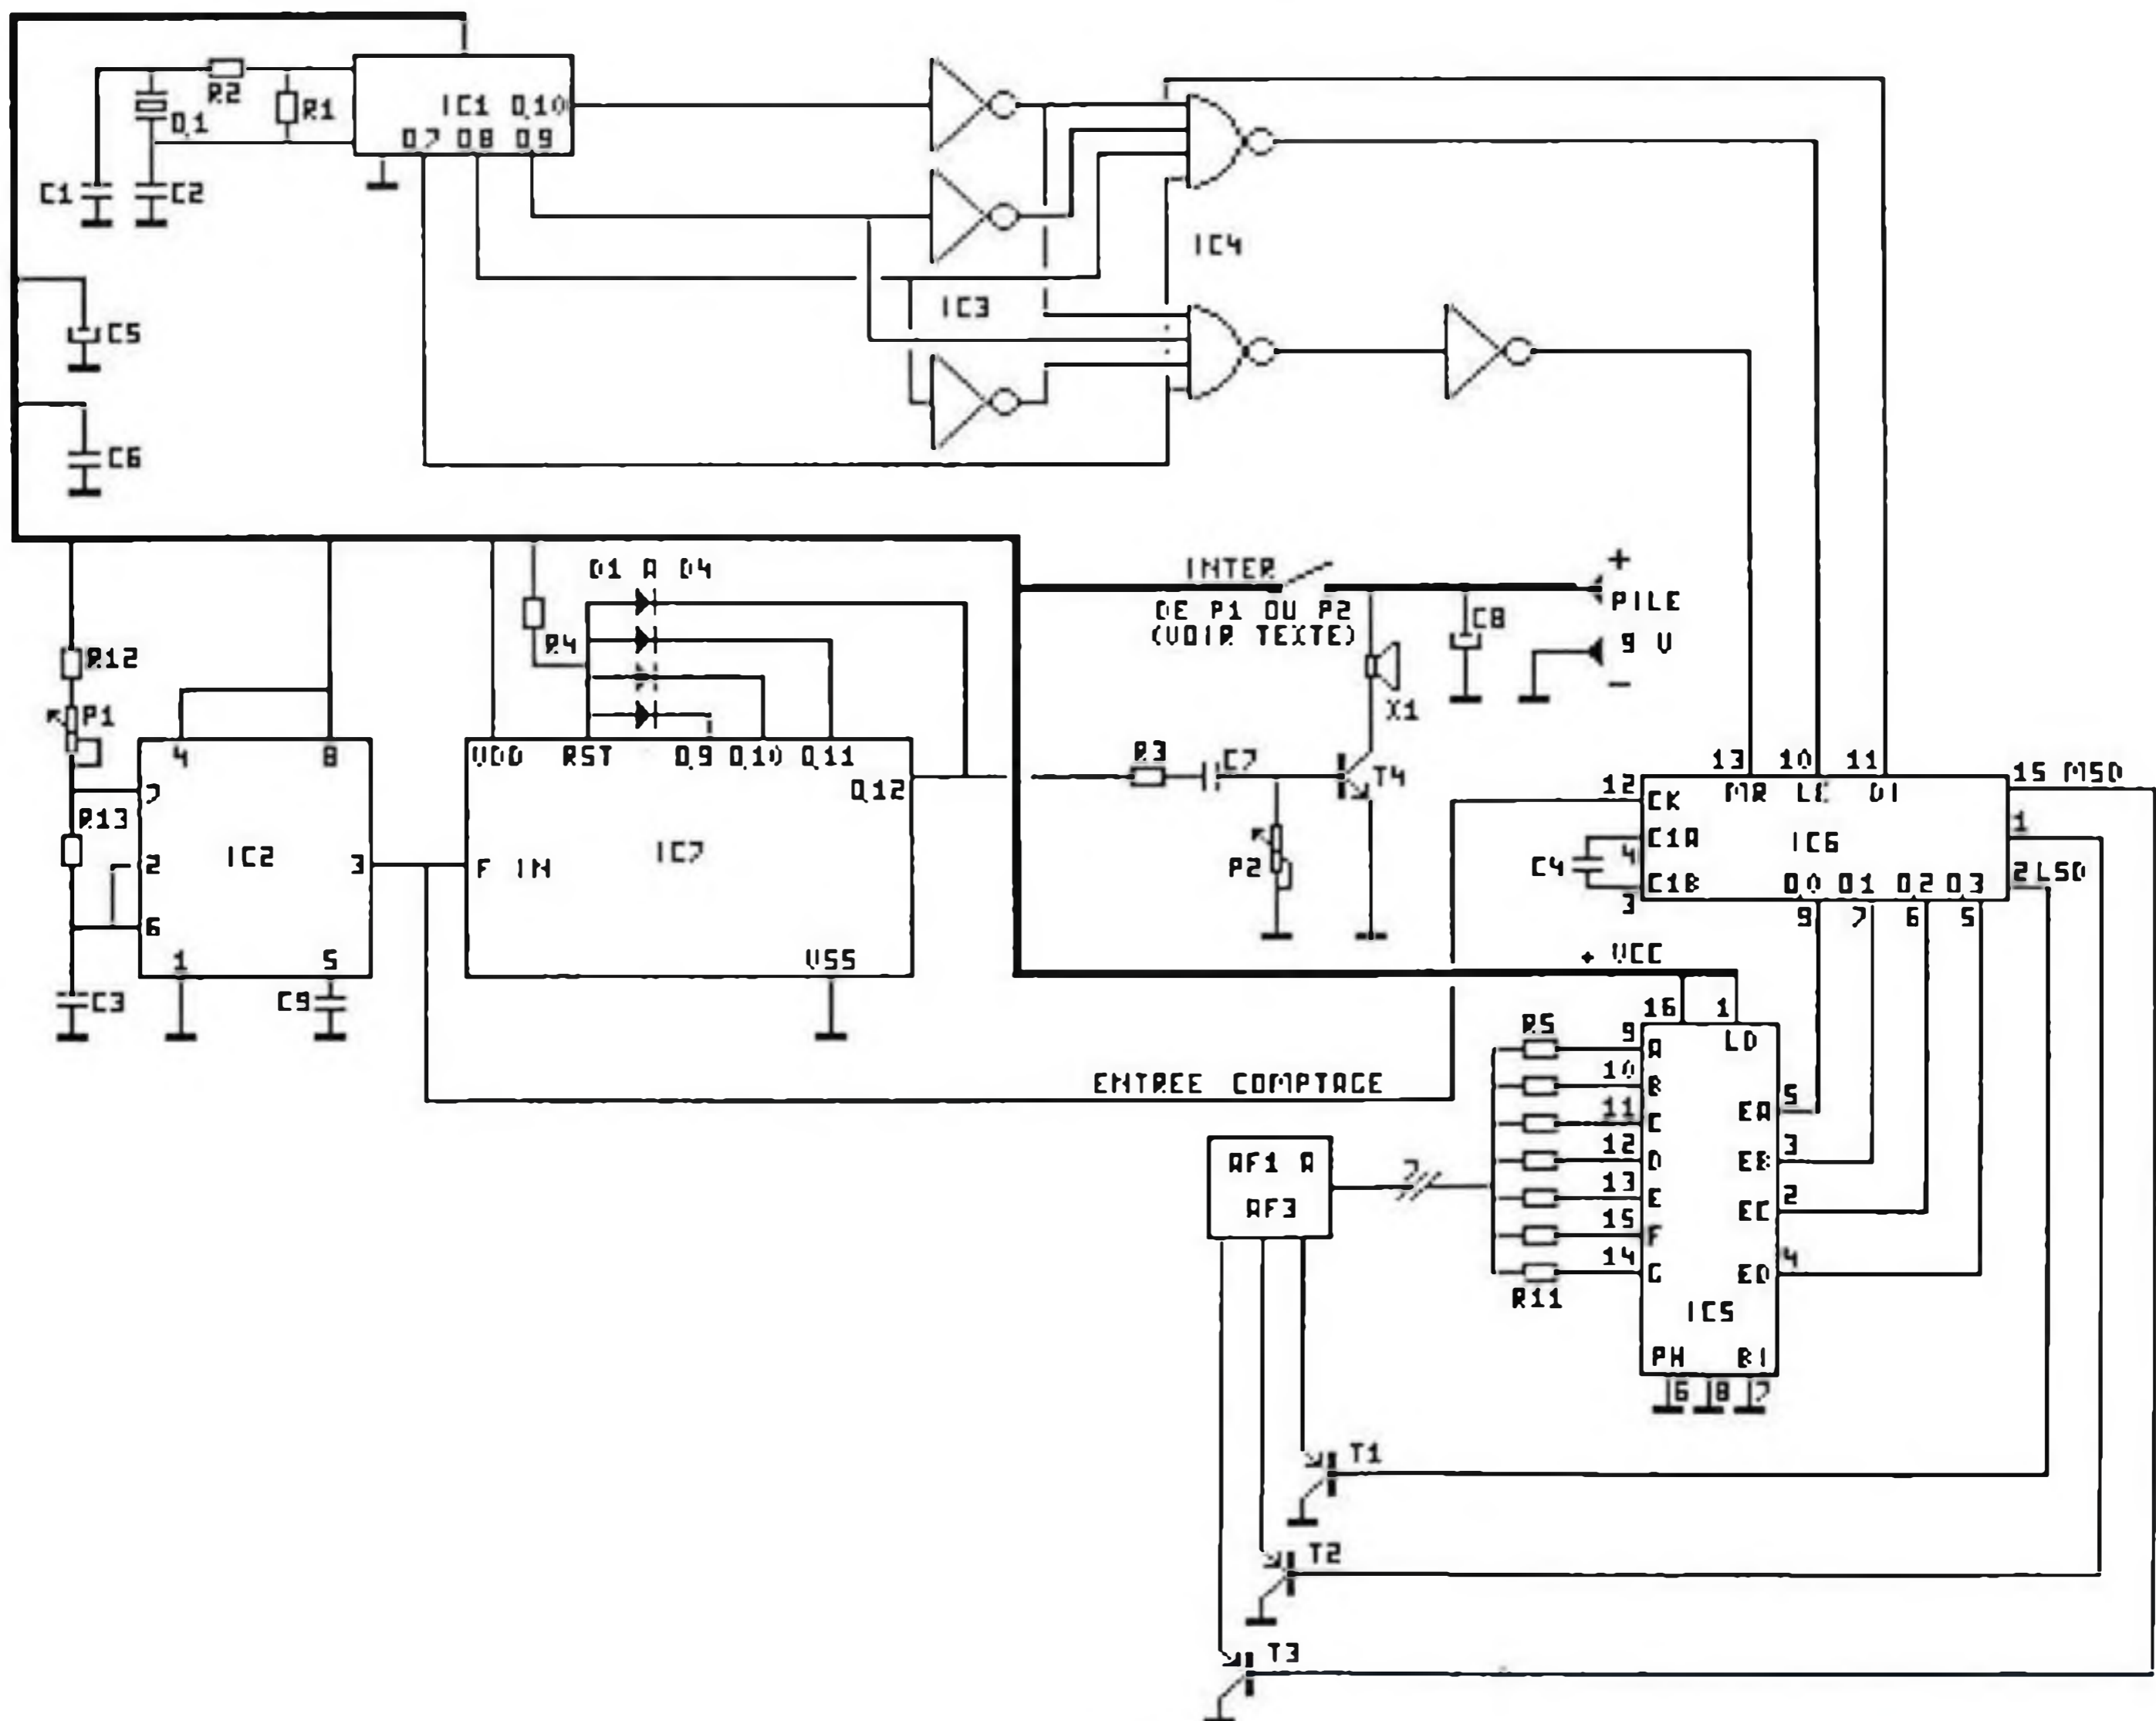 R2
R1
Q1
IC1 Q10
Q7 Q8 Q9
C1
C2
IC4
IC3
C5
C6
D1 A D4
INTER
DE P1 OU P2
(VOIR TEXTE)
+
PILE
9 V
-
C8
X1
R4
R12
P1
R13
4 8
7
2 IC2 3
6
1 5
C3
C9
VDD RST Q9 Q10 Q11
Q12
IC7
F IN
VSS
R3 C7
T4
P2
13 10 11
12 CK MR LE DI 15 MSD
C1A IC6 1
4
C4
C1B Q0 Q1 Q2 Q3 2 LSD
3 9 7 6 5
+ VCC
16 1
R5 9 A LD
10 B
ENTREE COMPTAGE
11 C EA 5
12 D EB 3
13 E EC 2
15 F
14 G ED 4
R11
IC5
PH BI
6 8 7
AF1 A
AF3
7
T1
T2
T3